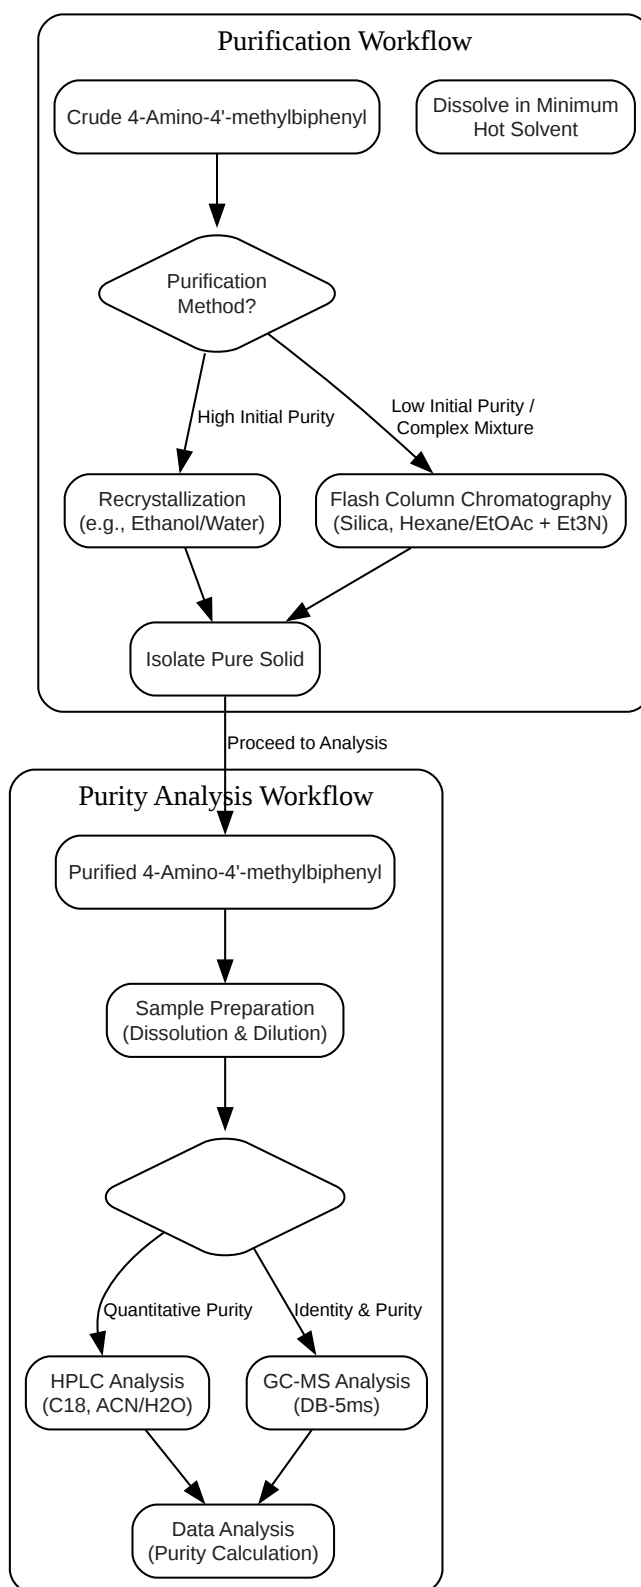 Purification Workflow
Crude 4-Amino-4'-methylbiphenyl
Dissolve in Minimum
Hot Solvent
Purification
Method?
High Initial Purity
Low Initial Purity /
Complex Mixture
Recrystallization
(e.g., Ethanol/Water)
Flash Column Chromatography
(Silica, Hexane/EtOAc + Et3N)
Isolate Pure Solid
Proceed to Analysis
Purity Analysis Workflow
Purified 4-Amino-4'-methylbiphenyl
Sample Preparation
(Dissolution & Dilution)
Quantitative Purity
Identity & Purity
HPLC Analysis
(C18, ACN/H2O)
GC-MS Analysis
(DB-5ms)
Data Analysis
(Purity Calculation)